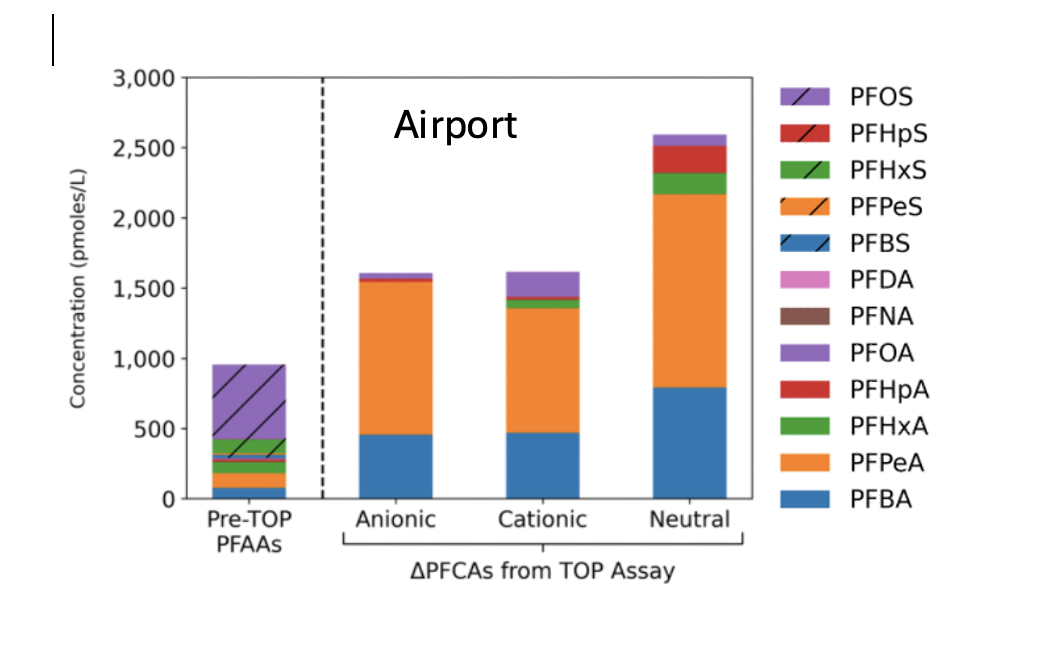 Airport
Concentration (pmoles/L)
3,000
2,500
2,000
1,500
1,000
500
0
Pre-TOP
PFAAs
Anionic
Cationic
Neutral
ΔPFCAs from TOP Assay
PFOS
PFHpS
PFHxS
PFPeS
PFBS
PFDA
PFNA
PFOA
PFHpA
PFHxA
PFPeA
PFBA